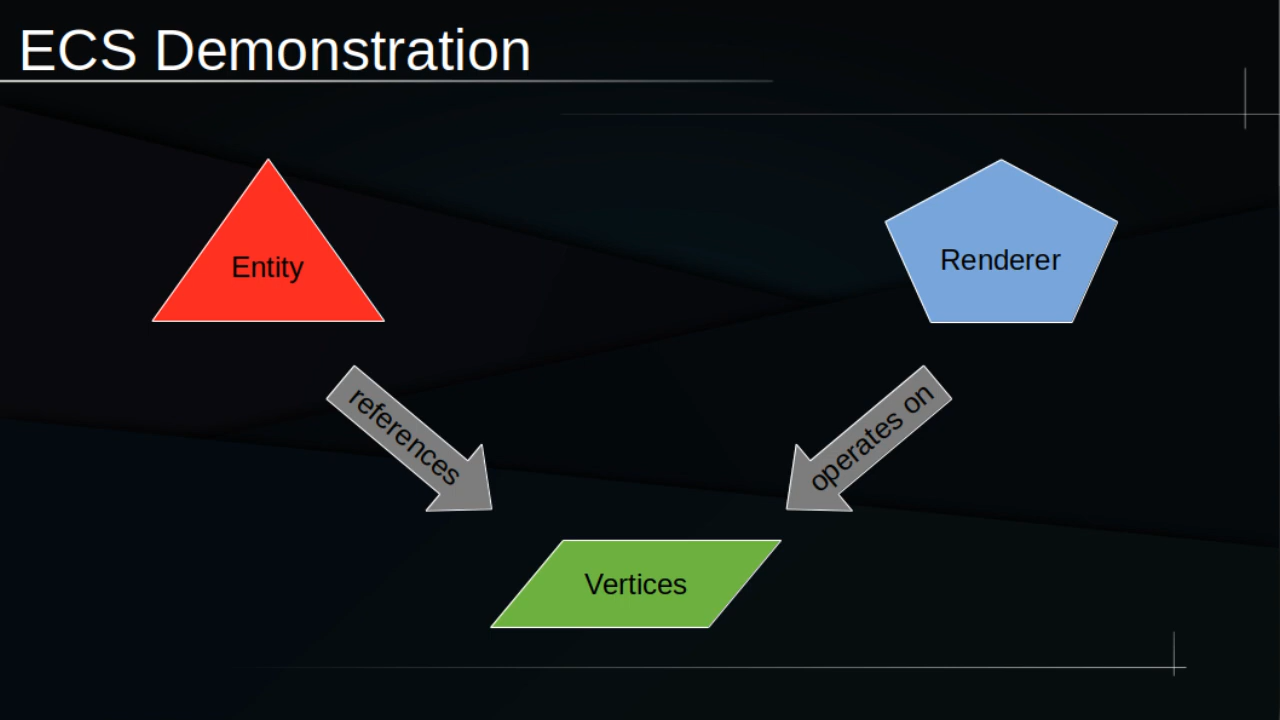 ECS Demonstration
Entity
Renderer
references
operates on
Vertices